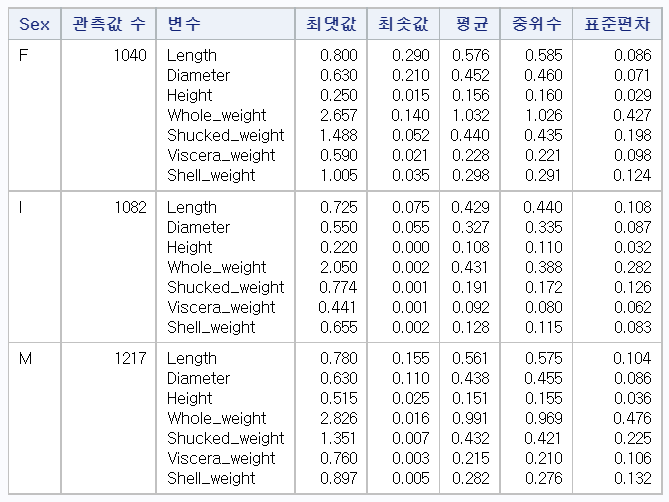 Sex 관측값 수 변수 최댓값 최솟값 평균 중위수 표준편차
F 1040 Length 0.800 0.290 0.576 0.585 0.086
Diameter 0.630 0.210 0.452 0.460 0.071
Height 0.250 0.015 0.156 0.160 0.029
Whole_weight 2.657 0.140 1.032 1.026 0.427
Shucked_weight 1.488 0.052 0.440 0.435 0.198
Viscera_weight 0.590 0.021 0.228 0.221 0.098
Shell_weight 1.005 0.035 0.298 0.291 0.124
I 1082 Length 0.725 0.075 0.429 0.440 0.108
Diameter 0.550 0.055 0.327 0.335 0.087
Height 0.220 0.000 0.108 0.110 0.032
Whole_weight 2.050 0.002 0.431 0.388 0.282
Shucked_weight 0.774 0.001 0.191 0.172 0.126
Viscera_weight 0.441 0.001 0.092 0.080 0.062
Shell_weight 0.655 0.002 0.128 0.115 0.083
M 1217 Length 0.780 0.155 0.561 0.575 0.104
Diameter 0.630 0.110 0.438 0.455 0.086
Height 0.515 0.025 0.151 0.155 0.036
Whole_weight 2.826 0.016 0.991 0.969 0.476
Shucked_weight 1.351 0.007 0.432 0.421 0.225
Viscera_weight 0.760 0.003 0.215 0.210 0.106
Shell_weight 0.897 0.005 0.282 0.276 0.132